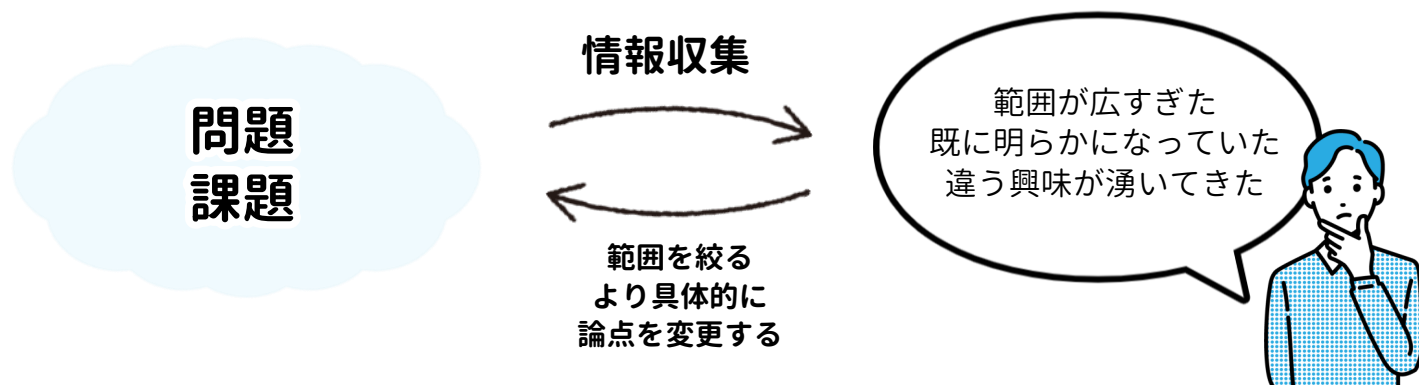 問題
課題
情報収集
範囲を絞る
より具体的に
論点を変更する
範囲が広すぎた
既に明らかになっていた
違う興味が湧いてきた